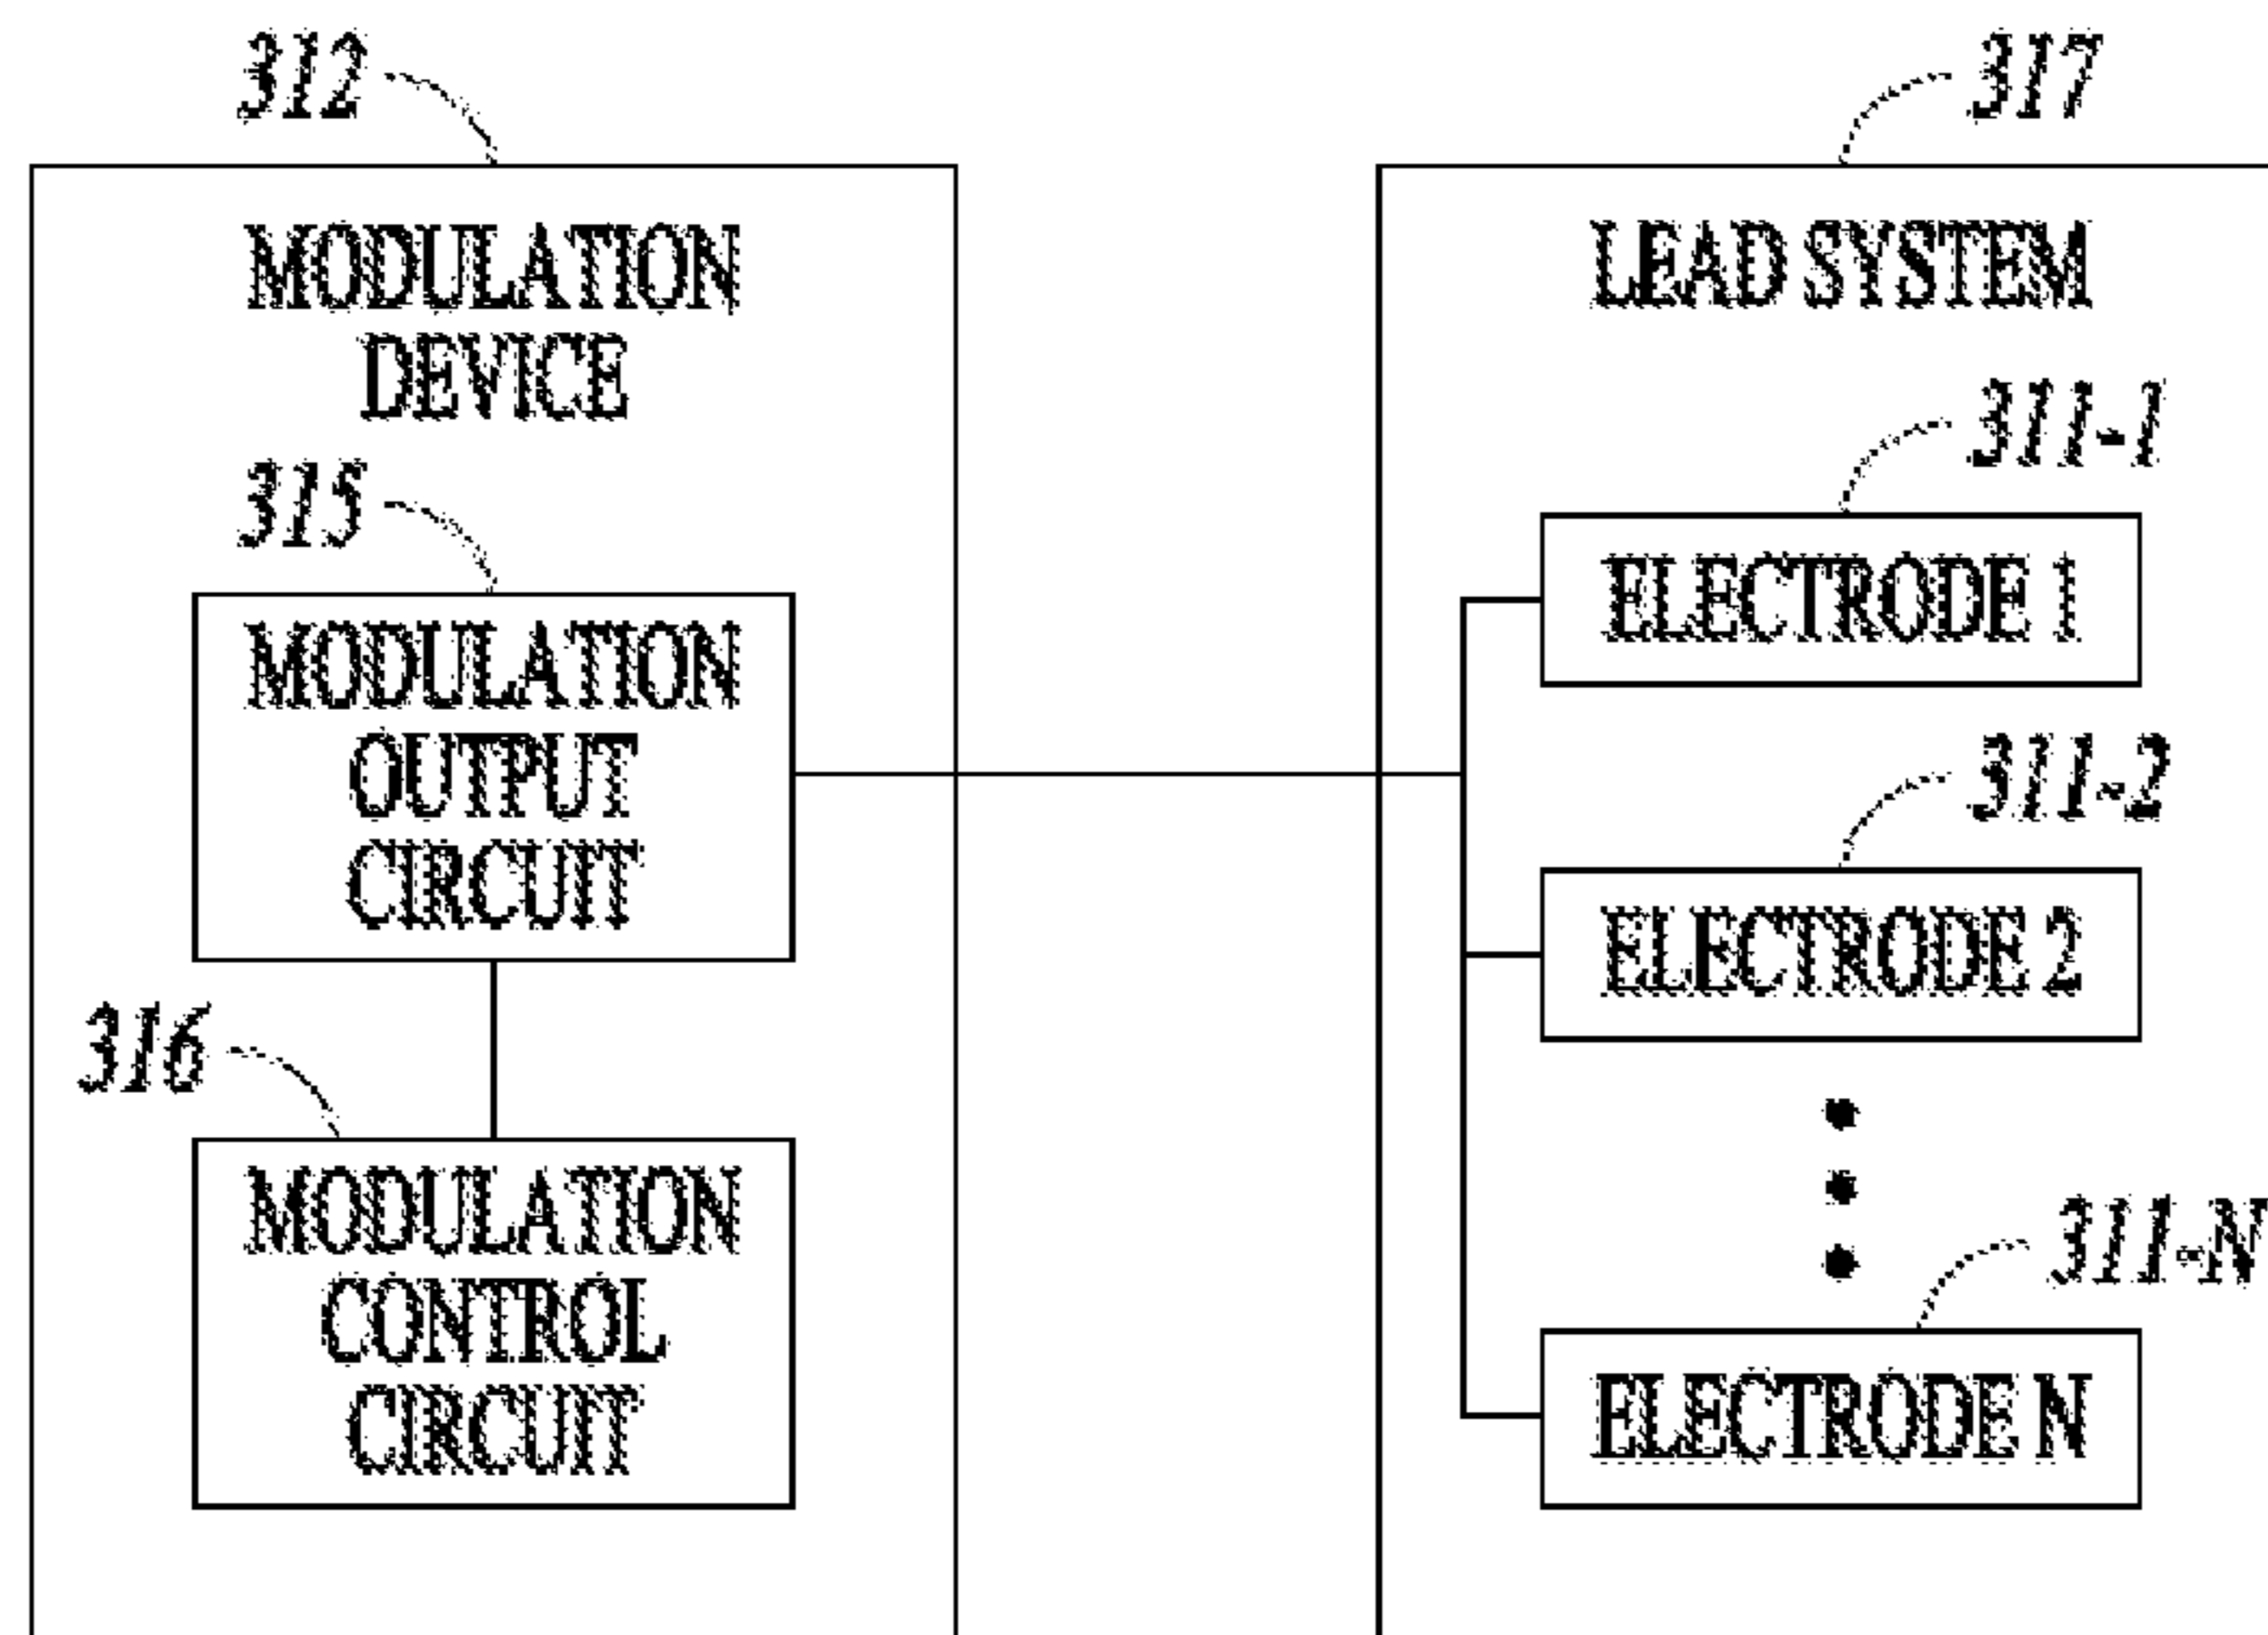 312
MODULATION
DEVICE
315
MODULATION
OUTPUT
CIRCUIT
316
MODULATION
CONTROL
CIRCUIT
317
LEAD SYSTEM
311-1
ELECTRODE 1
311-2
ELECTRODE 2
311-N
ELECTRODE N